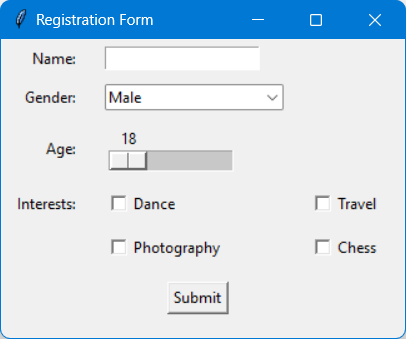 Registration Form
Name:
Gender: Male
18
Age:
Interests: Dance Travel
Photography Chess
Submit